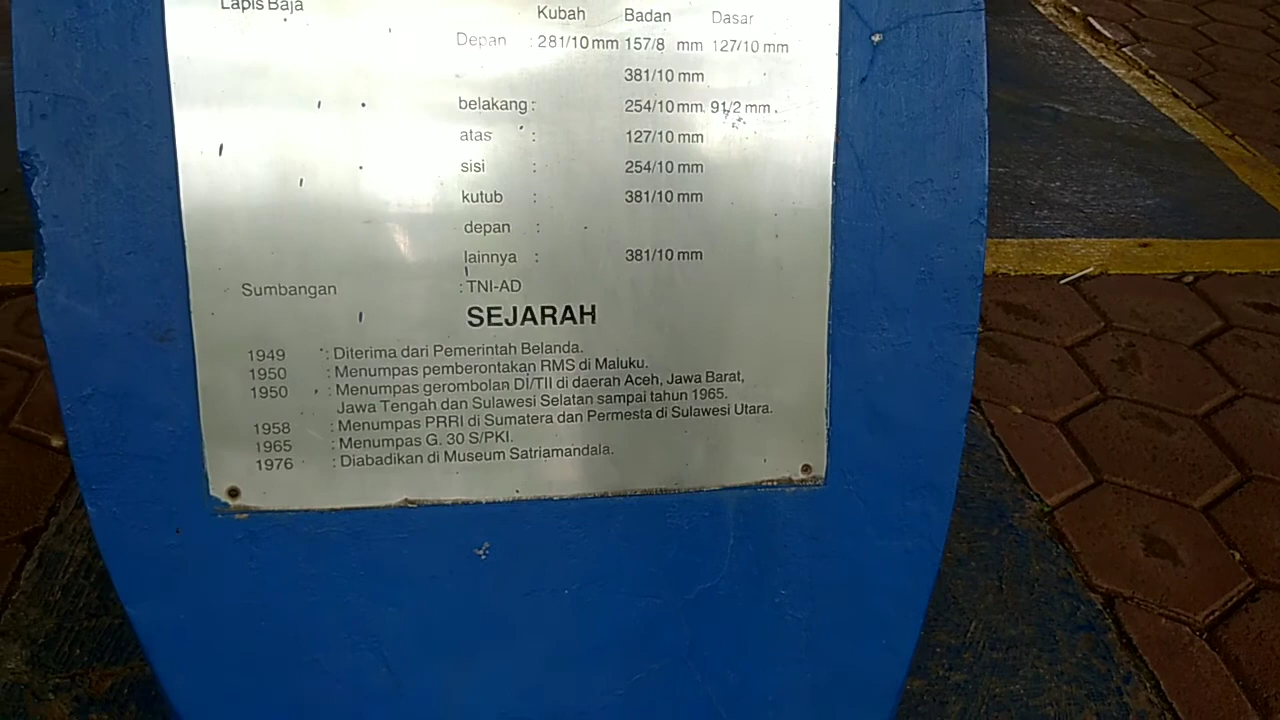 Lapis Baja
Kubah Badan Dasar
Depan : 281/10 mm 157/8 mm 127/10 mm
381/10 mm
belakang : 254/10 mm 91/2 mm
atas : 127/10 mm
sisi : 254/10 mm
kutub : 381/10 mm
depan :
lainnya : 381/10 mm
Sumbangan : TNI-AD
SEJARAH
1949 : Diterima dari Pemerintah Belanda.
1950 : Menumpas pemberontakan RMS di Maluku.
1950 : Menumpas gerombolan DI/TII di daerah Aceh, Jawa Barat,
Jawa Tengah dan Sulawesi Selatan sampai tahun 1965.
1958 : Menumpas PRRI di Sumatera dan Permesta di Sulawesi Utara.
1965 : Menumpas G. 30 S/PKI.
1976 : Diabadikan di Museum Satriamandala.